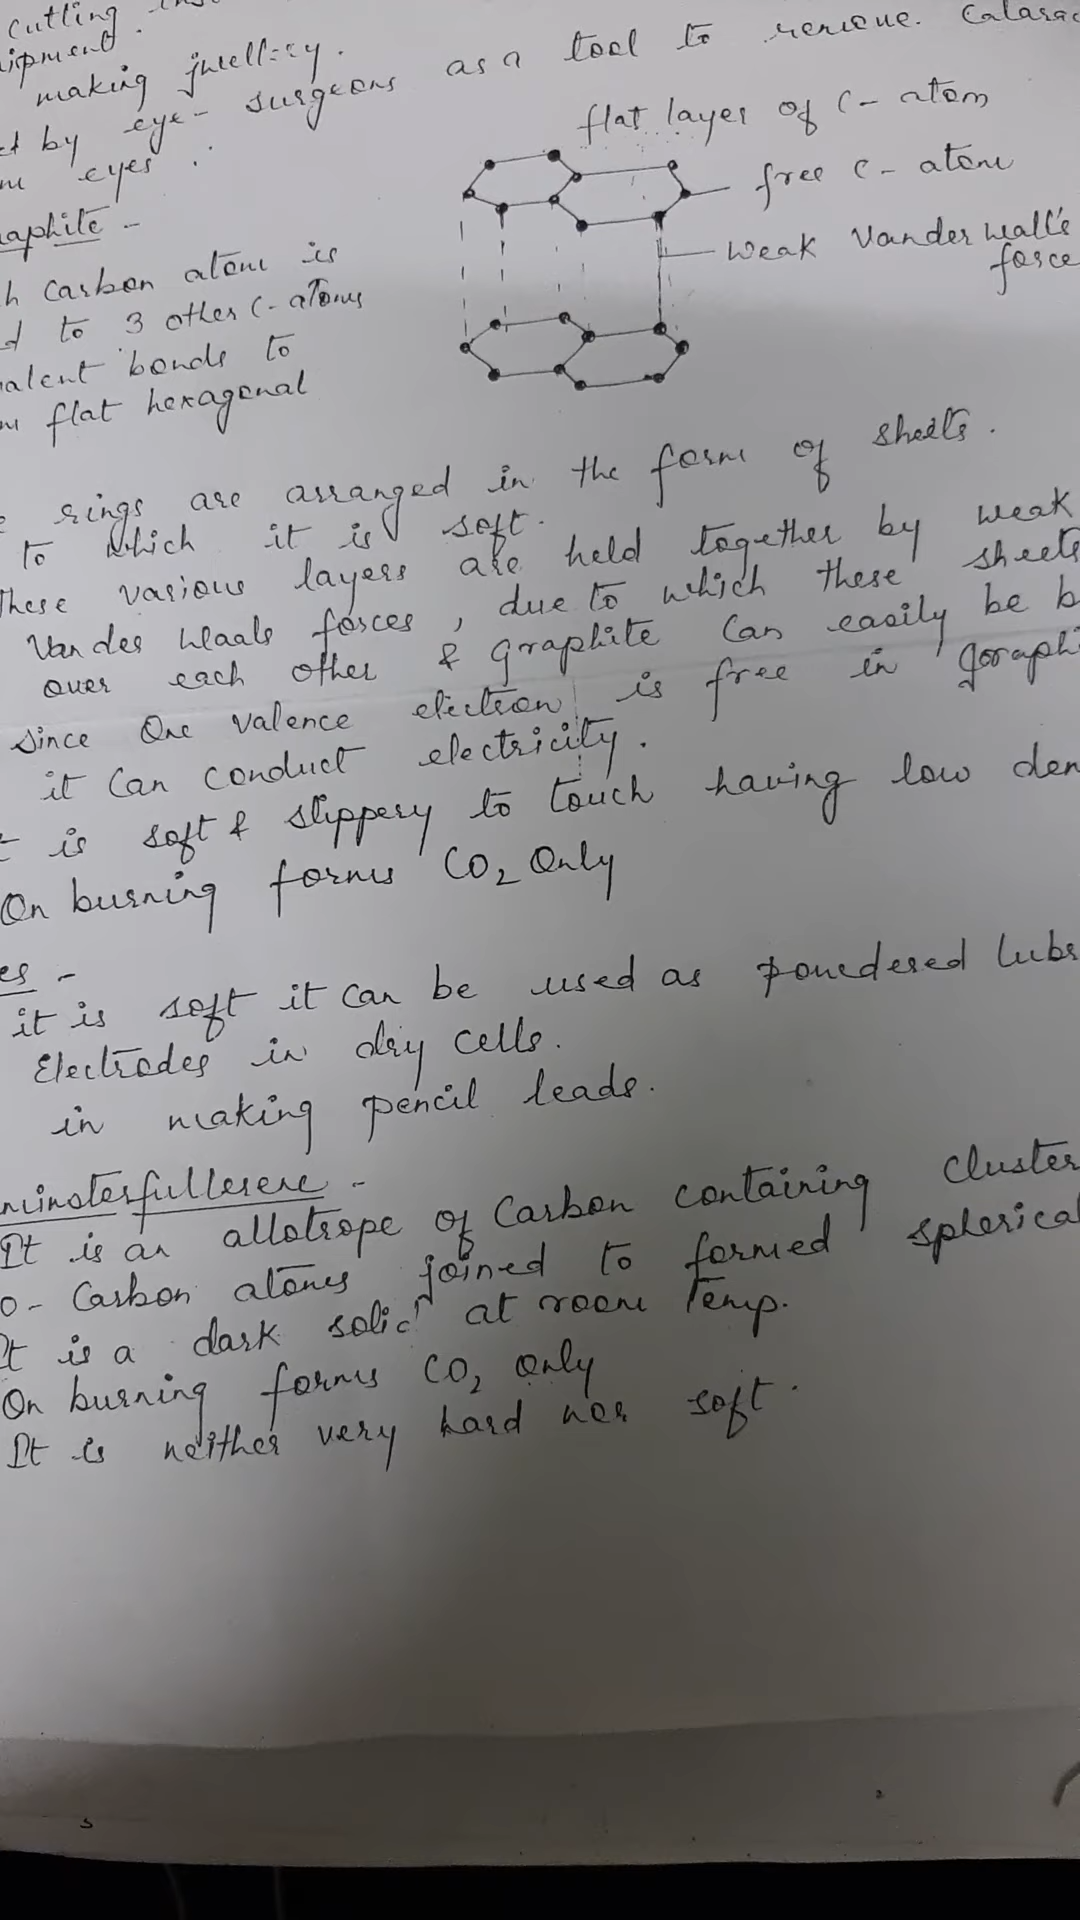 cutting
making jwellery.
by eye-surgeons as a tool to remove. Catarac
eyes.
flat layer of C- atom
free C- atom
Weak Vander Wall's
force
aphite -
h Carbon atom is
d to 3 other C-atoms
alent bonds to
flat hexagonal
rings are arranged in the form of sheets.
to which it is soft.
These various layers are held together by weak
Van der Waals forces, due to which these sheets
over each other & graphite can easily be b
Since One valence electron is free in graphi
it Can conduct electricity.
t is soft & slippery to touch having low den
On burning forms CO2 Only
es -
it is soft it can be used as powdered lubr
Electrodes in dry cells.
in making pencil leads.
minsterfullerene -
It is an allotrope of Carbon containing cluster
0- Carbon atoms joined to formed spherical
It is a dark solid at room Temp.
On burning forms CO2 only
It is neither very hard nor soft.